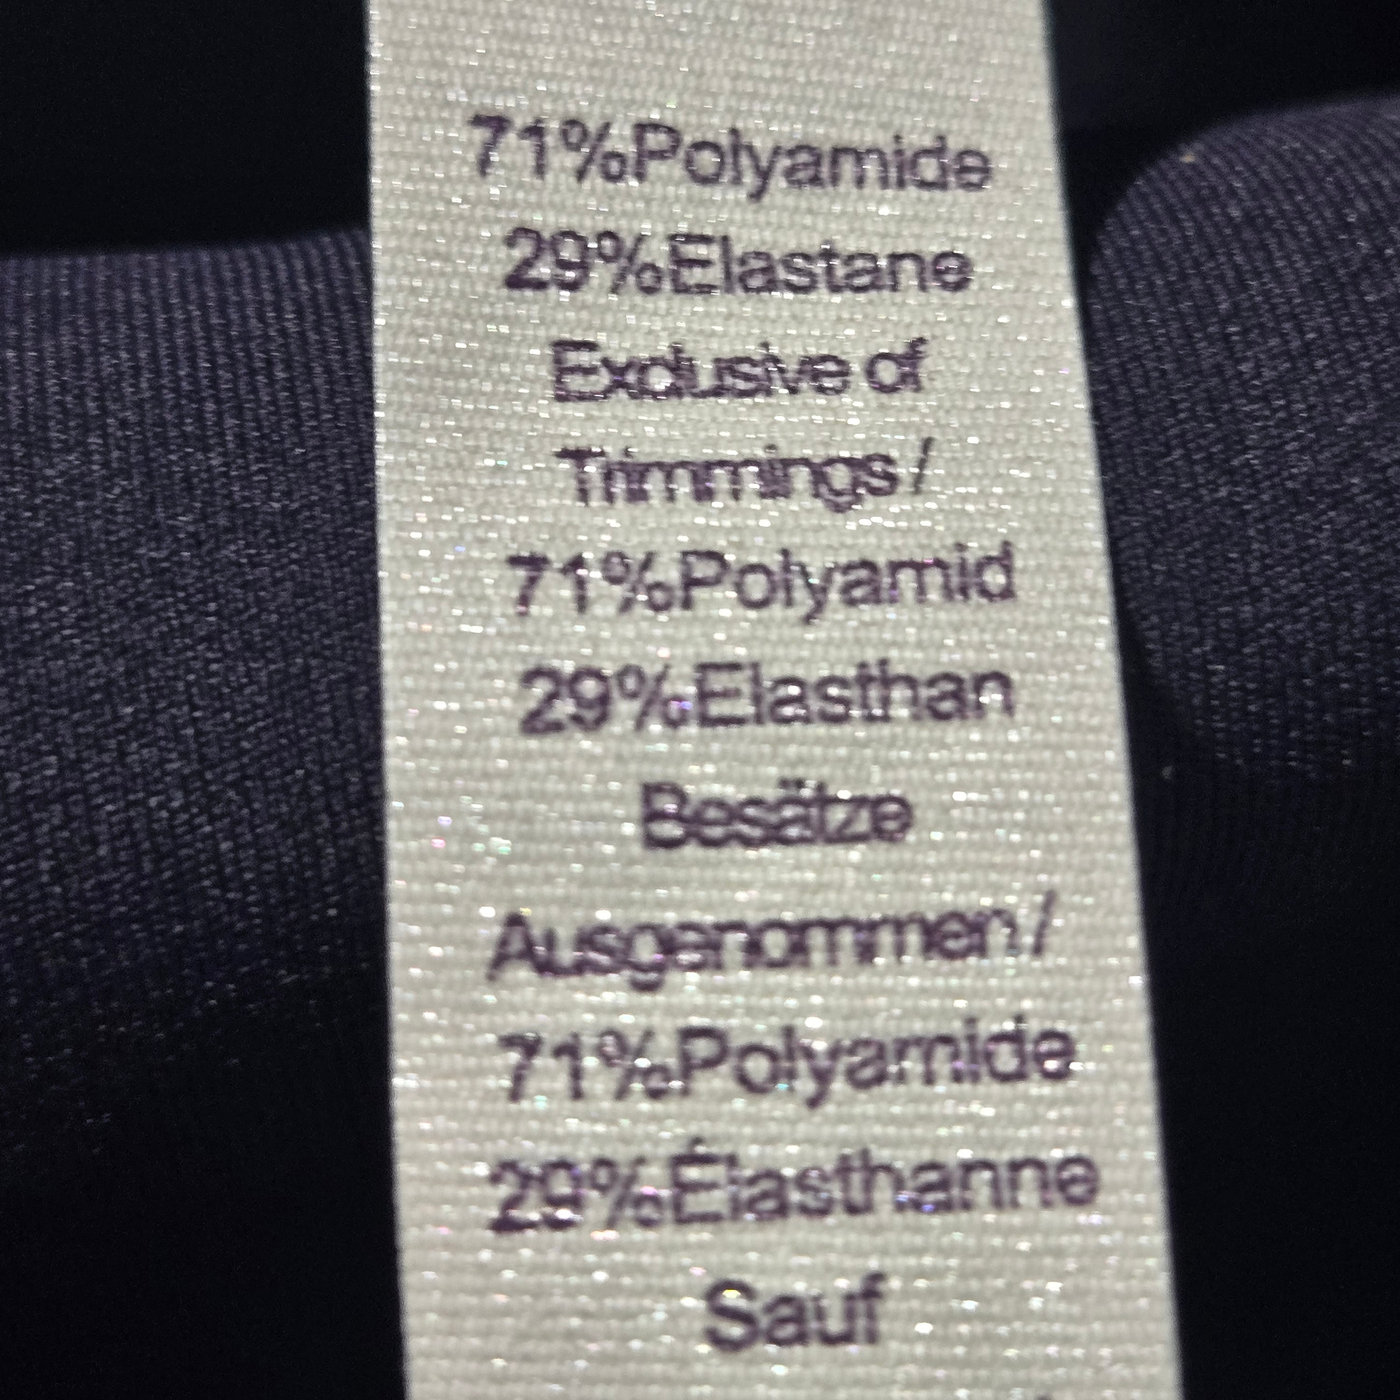 71%Polyamide
29%Elastane
Exclusive of
Trimmings /
71%Polyamid
29%Elasthan
Besätze
Ausgenommen /
71%Polyamide
29%Élasthanne
Sauf